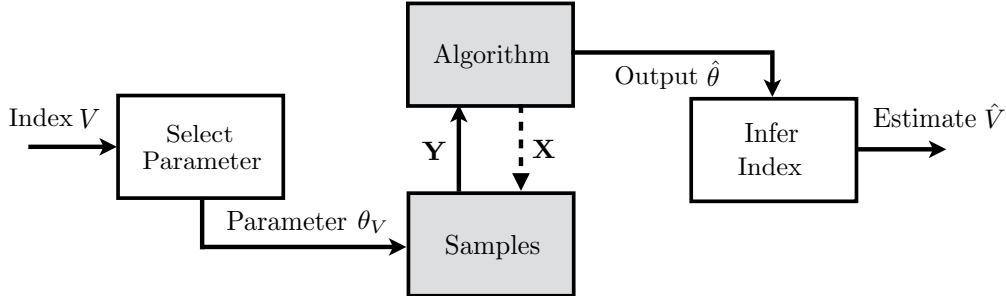 Index V
Select
Parameter
Parameter θ_V
Algorithm
Y
X
Samples
Output θ̂
Infer
Index
Estimate V̂